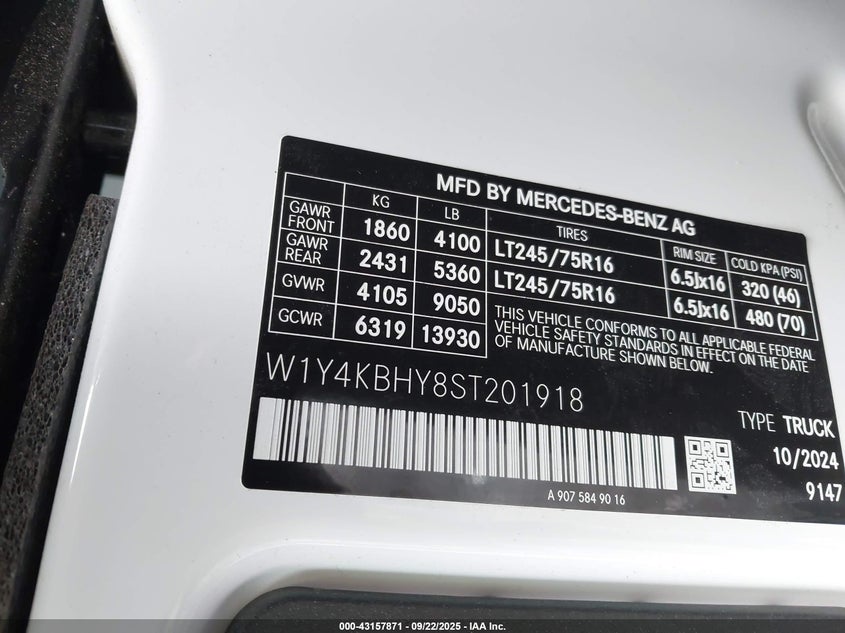 MFD BY MERCEDES-BENZ AG
KG LB TIRES RIM SIZE COLD KPA (PSI)
GAWR FRONT 1860 4100 LT245/75R16 6.5Jx16 320 (46)
GAWR REAR 2431 5360 LT245/75R16 6.5Jx16 480 (70)
GVWR 4105 9050
GCWR 6319 13930
THIS VEHICLE CONFORMS TO ALL APPLICABLE FEDERAL
VEHICLE SAFETY STANDARDS IN EFFECT ON THE DATE
OF MANUFACTURE SHOWN BELOW.
W1Y4KBHY8ST201918
TYPE TRUCK
10/2024
9147
A 907 584 90 16
000-43157871 - 09/22/2025 - IAA Inc.